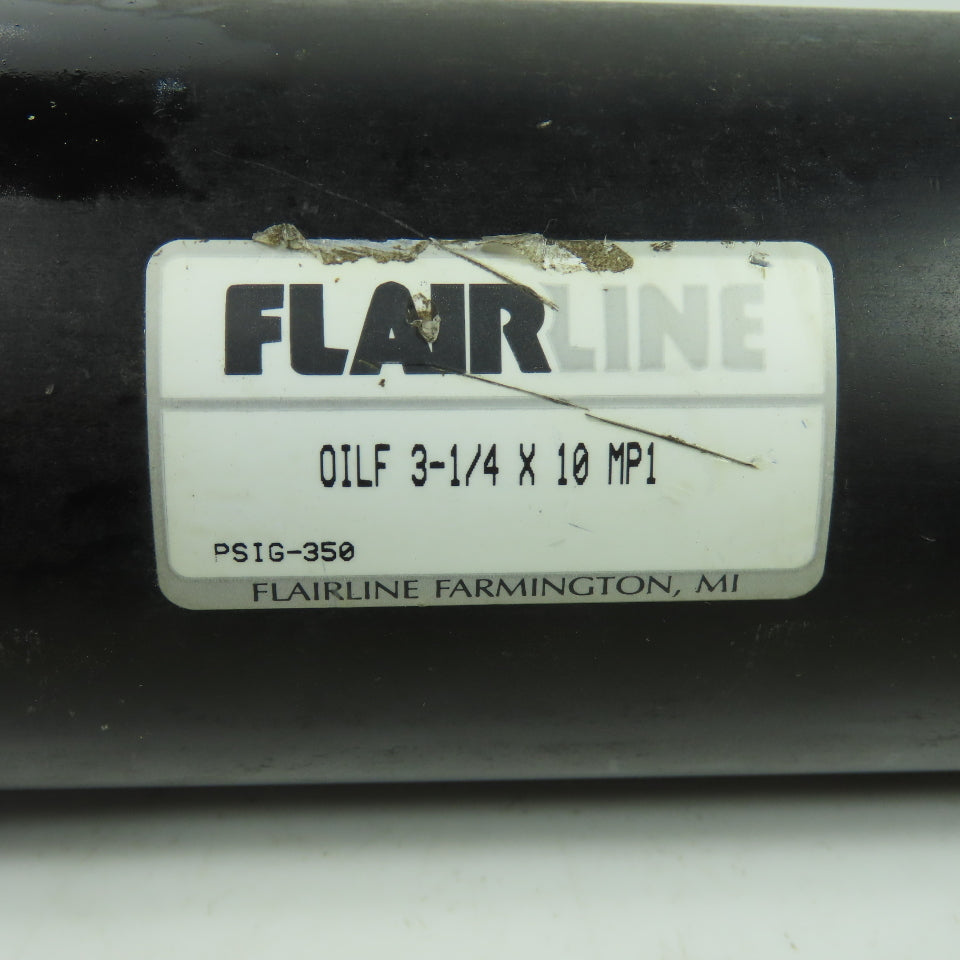 FLAIRLINE
OILF 3-1/4 X 10 MP1
PSIG-350
FLAIRLINE FARMINGTON, MI